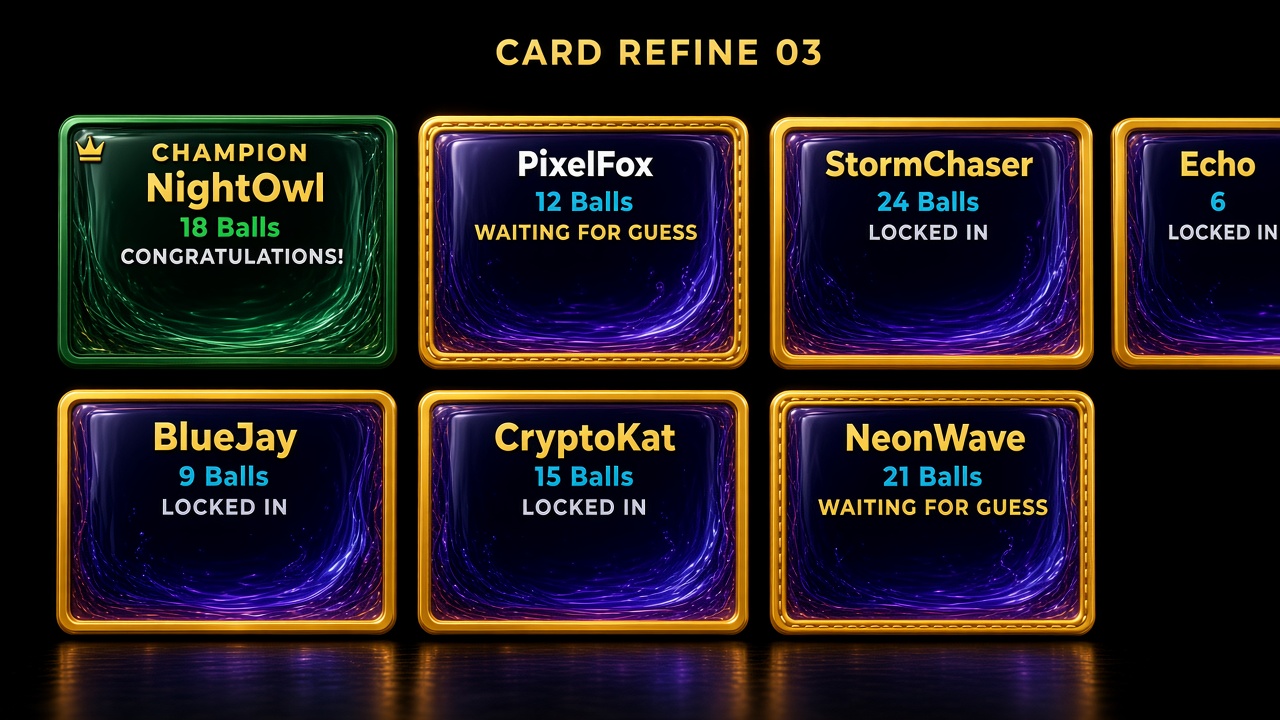 CARD REFINE 03
CHAMPION
NightOwl
18 Balls
CONGRATULATIONS!
PixelFox
12 Balls
WAITING FOR GUESS
StormChaser
24 Balls
LOCKED IN
Echo
6
LOCKED IN
BlueJay
9 Balls
LOCKED IN
CryptoKat
15 Balls
LOCKED IN
NeonWave
21 Balls
WAITING FOR GUESS